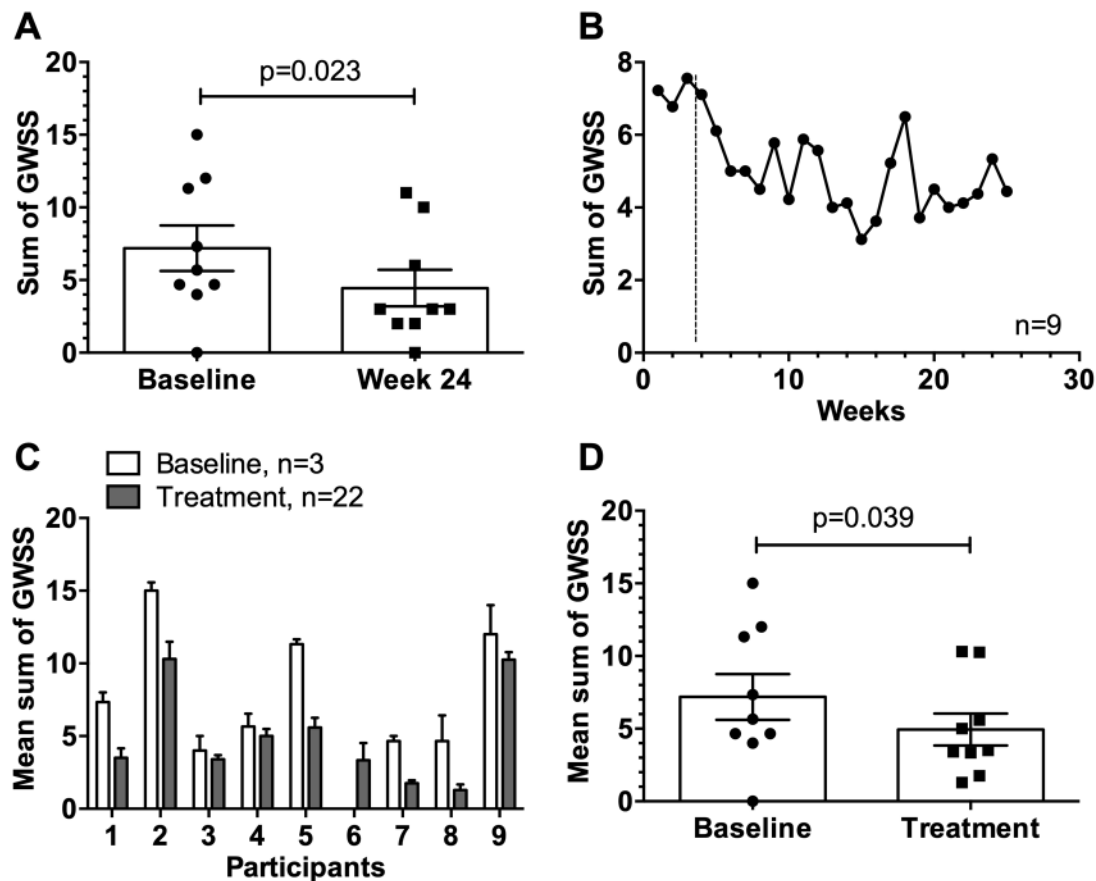 A
Sum of GWSS
20
15
10
5
0
p=0.023
Baseline
Week 24
B
Sum of GWSS
8
6
4
2
0
n=9
0
10
20
30
Weeks
C
Baseline, n=3
Treatment, n=22
Mean sum of GWSS
20
15
10
5
0
1 2 3 4 5 6 7 8 9
Participants
D
Mean sum of GWSS
20
15
10
5
0
p=0.039
Baseline
Treatment